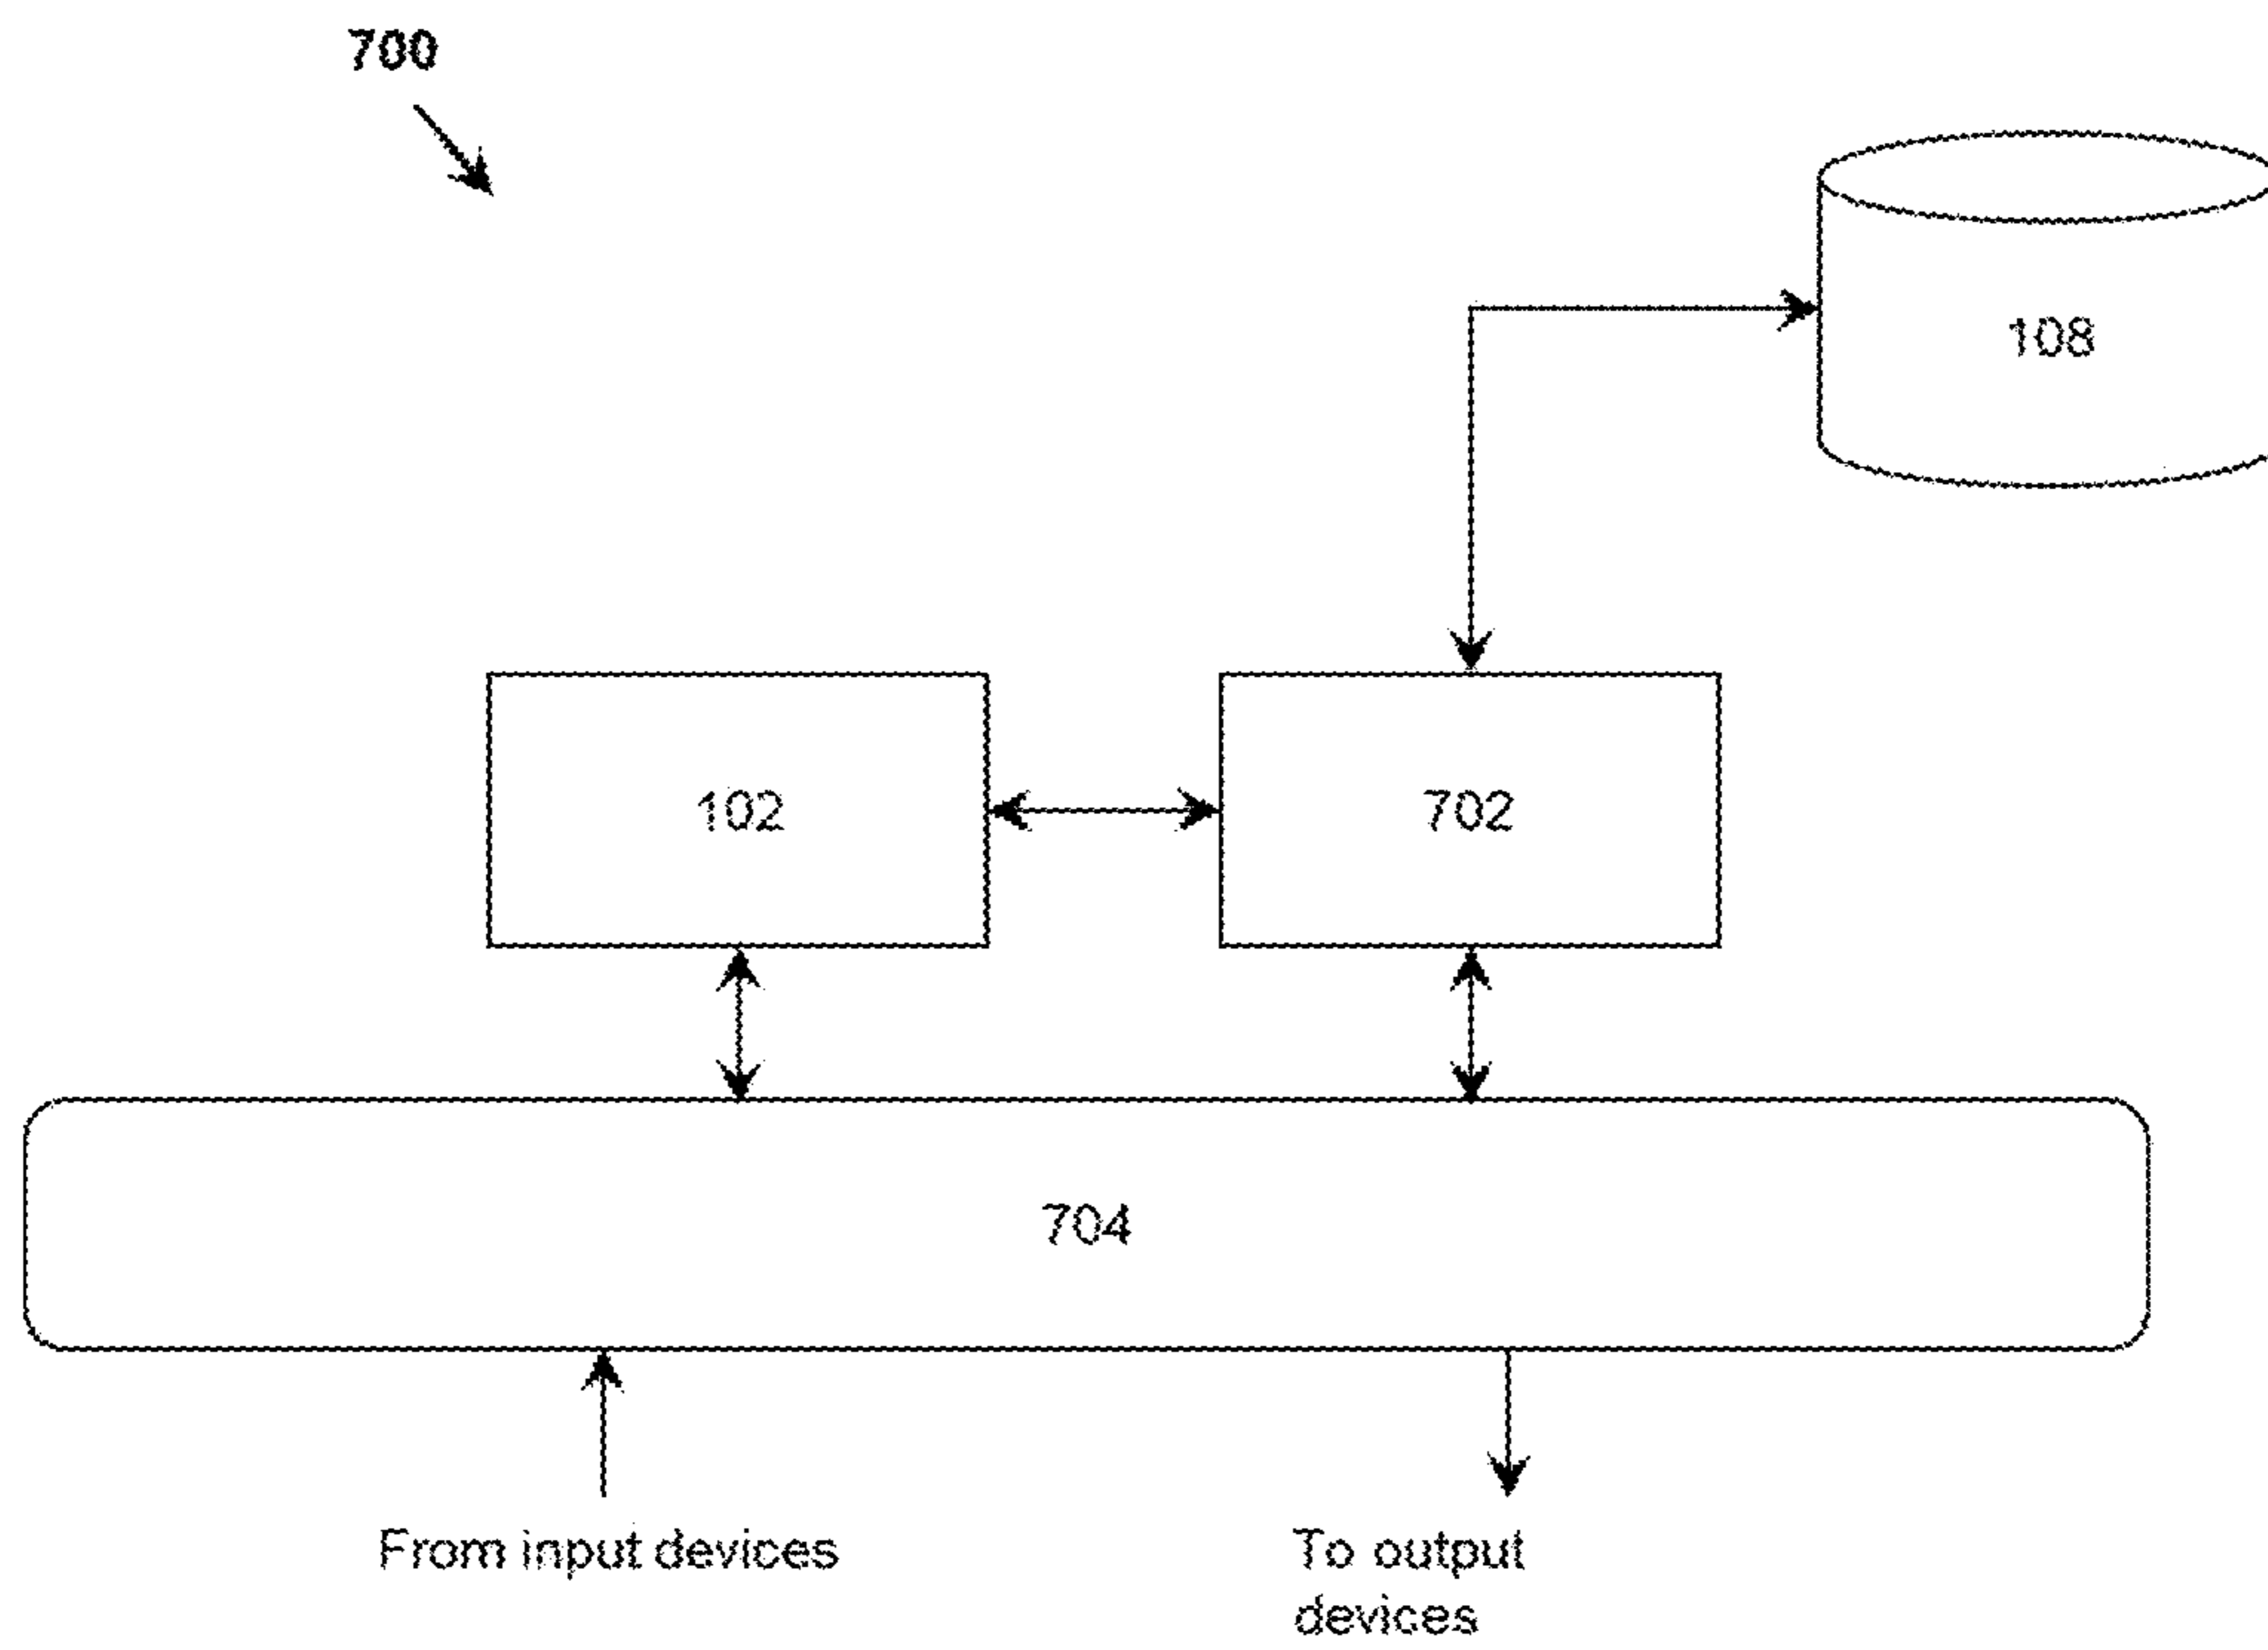 700
108
102
702
704
From input devices
To output
devices